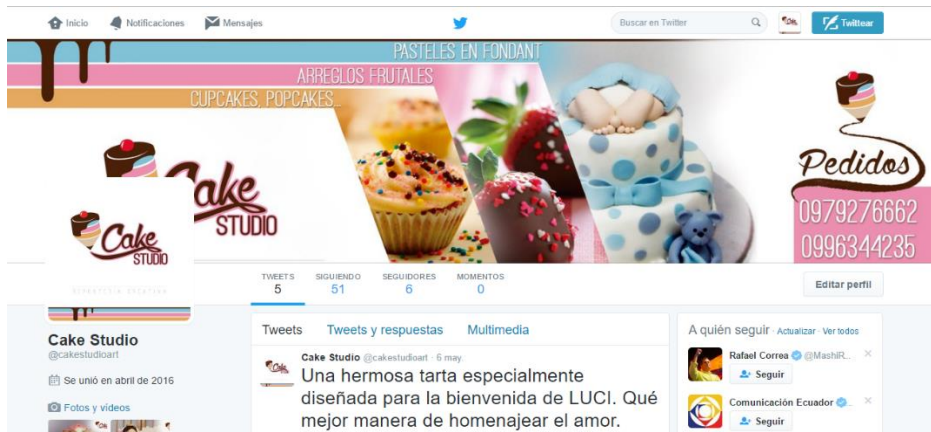 Inicio Notificaciones Mensajes Buscar en Twitter Twittear
PASTELES EN FONDANT
ARREGLOS FRUTALES
CUPCAKES, POPCAKES...
Cake
STUDIO
Pedidos
0979276662
0996344235
Cake
STUDIO
TWEETS SIGUIENDO SEGUIDORES MOMENTOS
5 51 6 0
Editar perfil
Cake Studio
@cakestudioart
Se unió en abril de 2016
Fotos y vídeos
Tweets Tweets y respuestas Multimedia
Cake Studio @cakestudioart · 6 may.
Una hermosa tarta especialmente
diseñada para la bienvenida de LUCI. Qué
mejor manera de homenajear el amor.
A quién seguir · Actualizar · Ver todos
Rafael Correa @MashiR...
Seguir
Comunicación Ecuador @...
Seguir